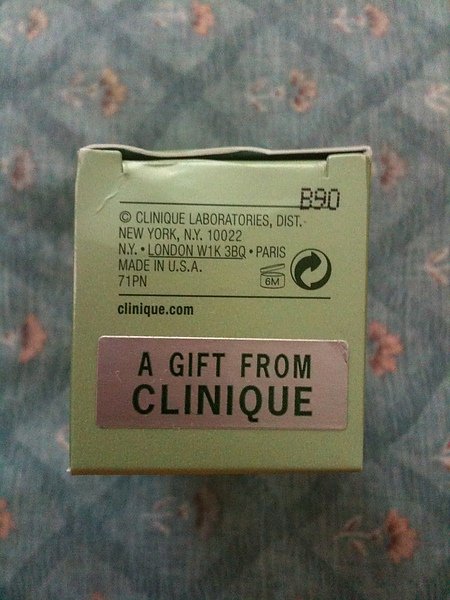 B90
© CLINIQUE LABORATORIES, DIST.
NEW YORK, N.Y. 10022
N.Y. • LONDON W1K 3BQ • PARIS
MADE IN U.S.A.
71PN
6M
clinique.com
A GIFT FROM
CLINIQUE